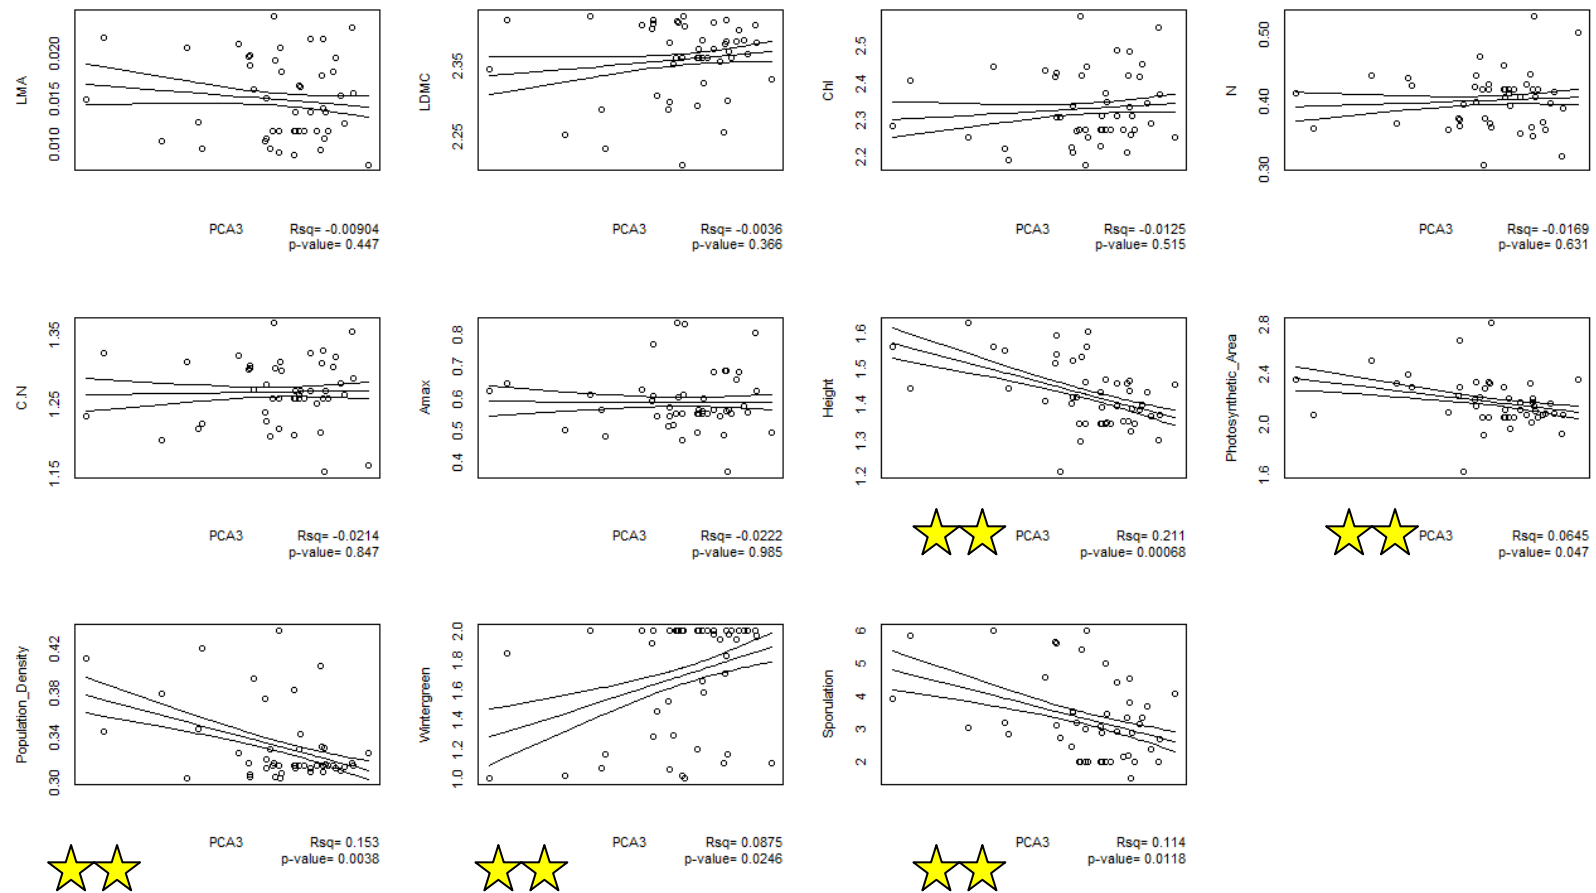 LMA
0.010 0.015 0.020
PCA3
Rsq= -0.00904
p-value= 0.447
LDMC
2.25 2.35
PCA3
Rsq= -0.0036
p-value= 0.366
Chl
2.2 2.3 2.4 2.5
PCA3
Rsq= -0.0125
p-value= 0.515
N
0.30 0.40 0.50
PCA3
Rsq= -0.0169
p-value= 0.631
C.N
1.15 1.25 1.35
PCA3
Rsq= -0.0214
p-value= 0.847
Amax
0.4 0.5 0.6 0.7 0.8
PCA3
Rsq= -0.0222
p-value= 0.985
Height
1.2 1.3 1.4 1.5 1.6
PCA3
Rsq= 0.211
p-value= 0.00068
Photosynthetic_Area
1.6 2.0 2.4 2.8
PCA3
Rsq= 0.0645
p-value= 0.047
Population_Density
0.30 0.34 0.38 0.42
PCA3
Rsq= 0.153
p-value= 0.0038
Wintergreen
1.0 1.2 1.4 1.6 1.8 2.0
PCA3
Rsq= 0.0875
p-value= 0.0246
Sporulation
2 3 4 5 6
PCA3
Rsq= 0.114
p-value= 0.0118